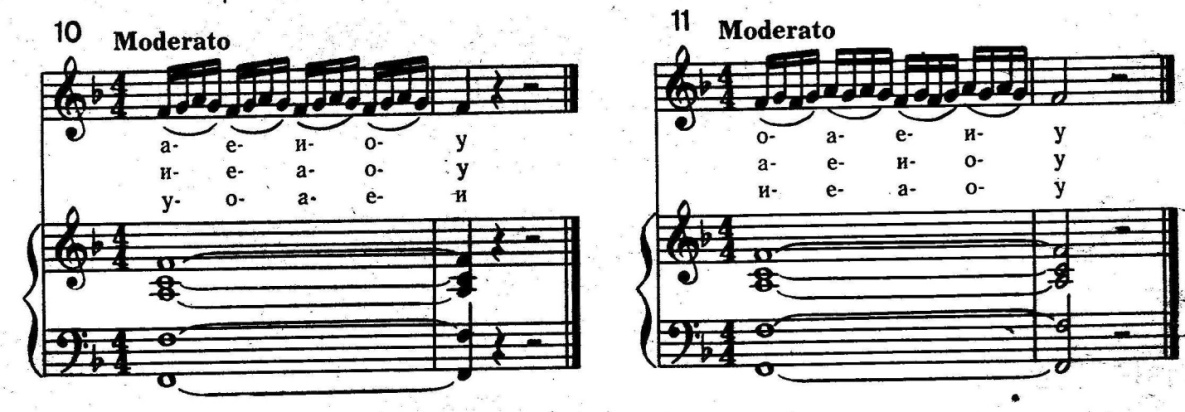 10 Moderato
а- е- и- о- у
и- е- а- о- у
у- о- а- е- и
11 Moderato
о- а- е- и- у
а- е- и- о- у
и- е- а- о- у